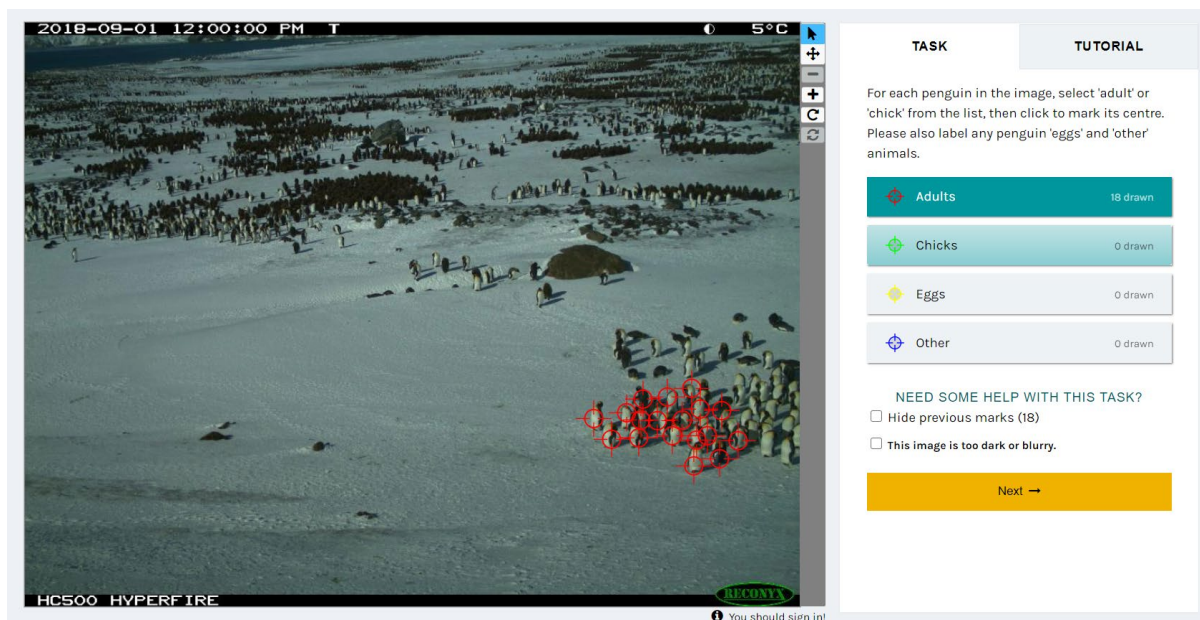 2018-09-01 12:00:00 PM T 5°C
HC500 HYPERFIRE
RECONYX
You should sign in!
TASK
TUTORIAL
For each penguin in the image, select 'adult' or
'chick' from the list, then click to mark its centre.
Please also label any penguin 'eggs' and 'other'
animals.
Adults 18 drawn
Chicks 0 drawn
Eggs 0 drawn
Other 0 drawn
NEED SOME HELP WITH THIS TASK?
Hide previous marks (18)
This image is too dark or blurry.
Next →